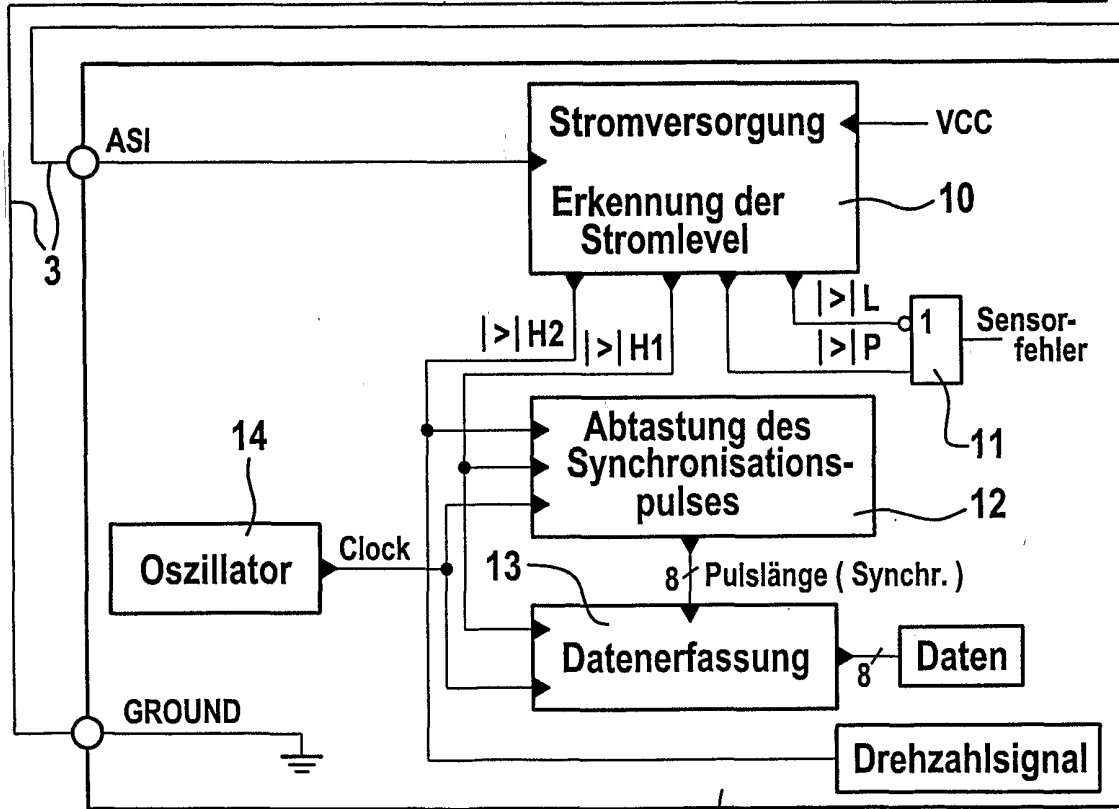 ASI
Stromversorgung
VCC
Erkennung der
Stromlevel
10
3
|>| H2
|>| H1
|>| L
|>| P
1
Sensor-
fehler
11
14
Abtastung des
Synchronisations-
pulses
12
Oszillator
Clock
13
8
Pulslänge ( Synchr. )
Datenerfassung
8
Daten
GROUND
Drehzahlsignal